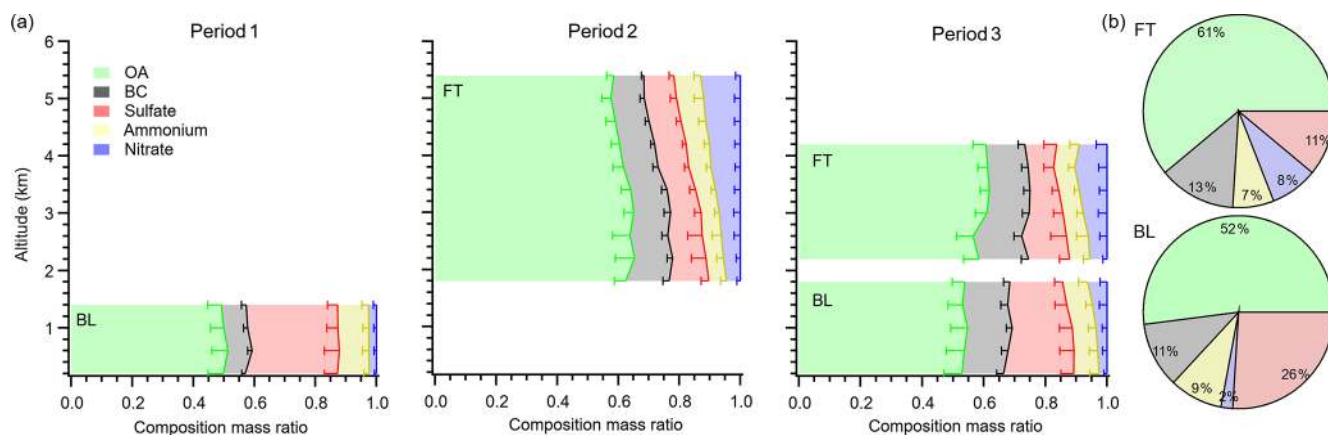 (a)
Period 1
Period 2
Period 3
(b)
6
5
4
3
2
1
Altitude (km)
OA
BC
Sulfate
Ammonium
Nitrate
BL
0.0 0.2 0.4 0.6 0.8 1.0
Composition mass ratio
FT
0.0 0.2 0.4 0.6 0.8 1.0
Composition mass ratio
FT
BL
0.0 0.2 0.4 0.6 0.8 1.0
Composition mass ratio
FT
61%
11%
13%
7%
8%
BL
52%
11%
9%
2%
26%